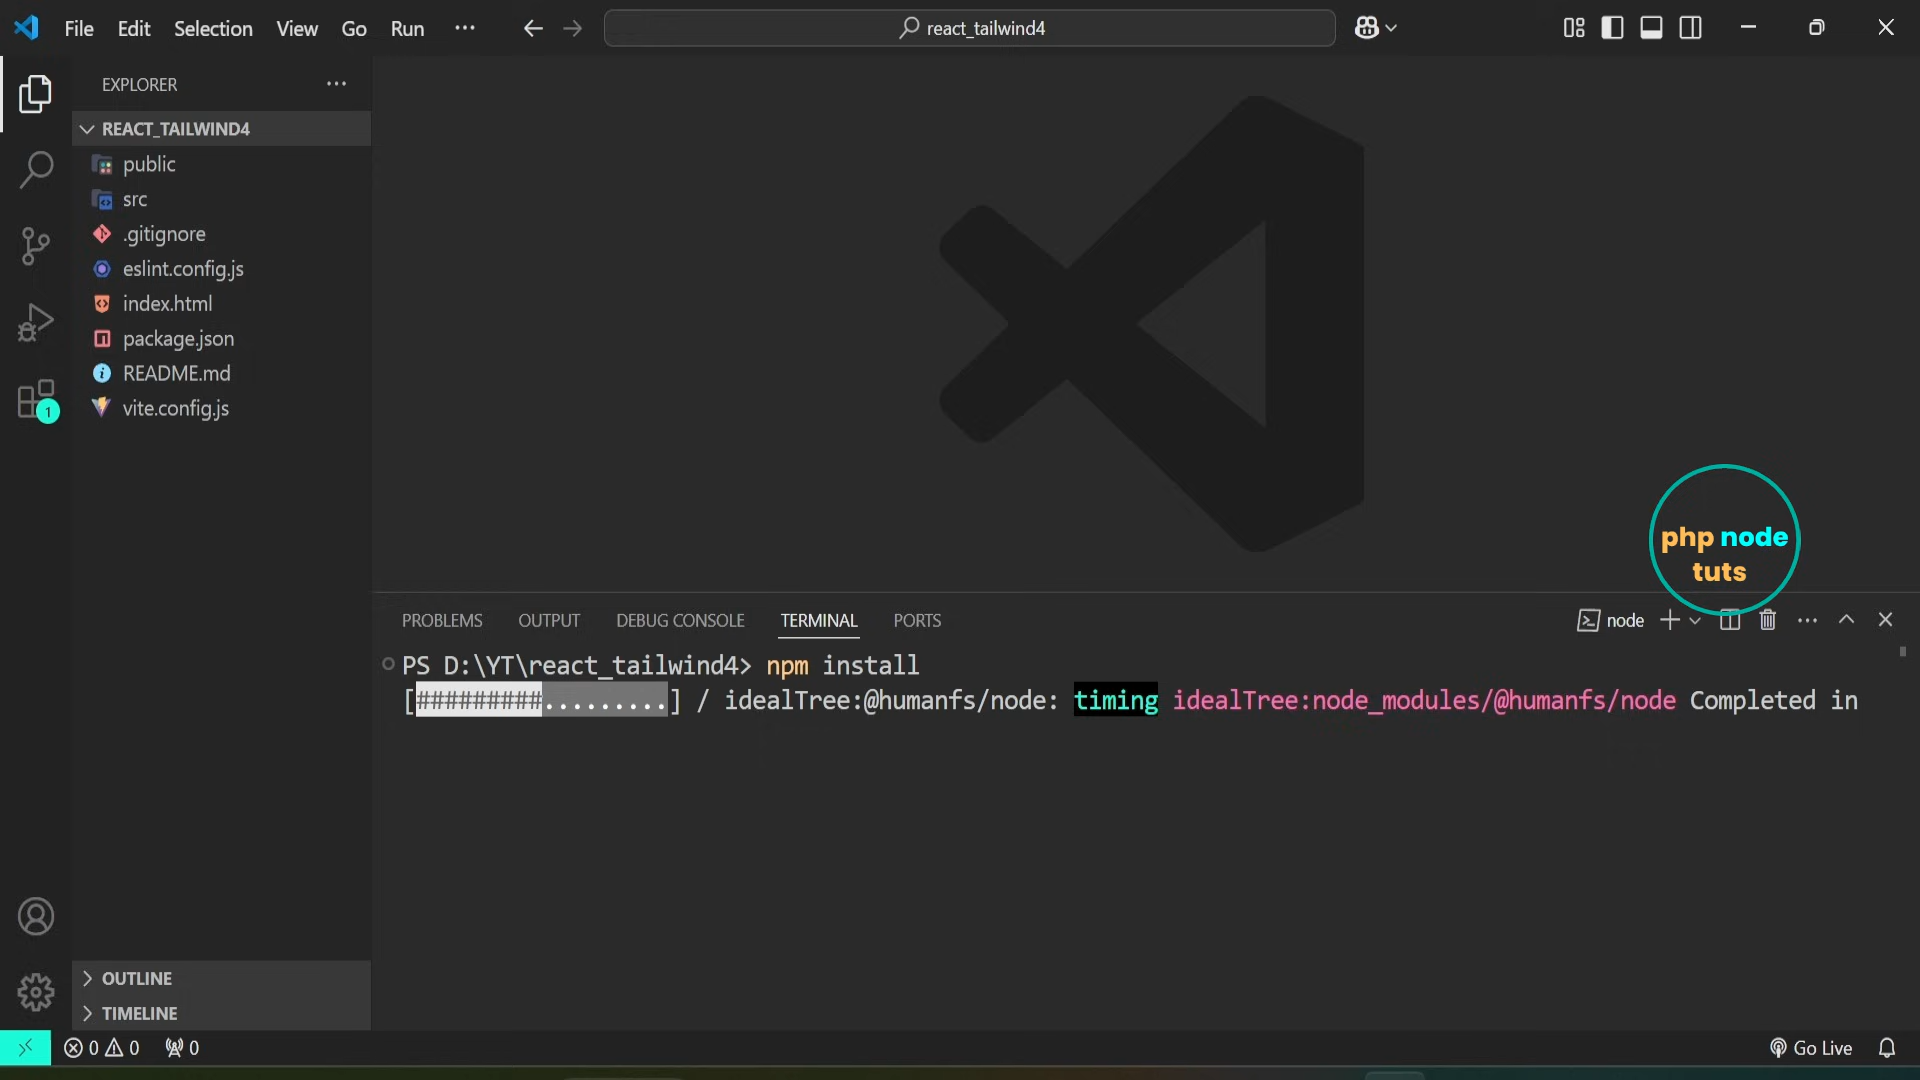 File Edit Selection View Go Run ··· react_tailwind4
EXPLORER ···
REACT_TAILWIND4
public
src
.gitignore
eslint.config.js
index.html
package.json
README.md
vite.config.js
1
php node
tuts
PROBLEMS OUTPUT DEBUG CONSOLE TERMINAL PORTS node ···
PS D:\YT\react_tailwind4> npm install
[#########.........] / idealTree:@humanfs/node: timing idealTree:node_modules/@humanfs/node Completed in
OUTLINE
TIMELINE
0 0 0 Go Live